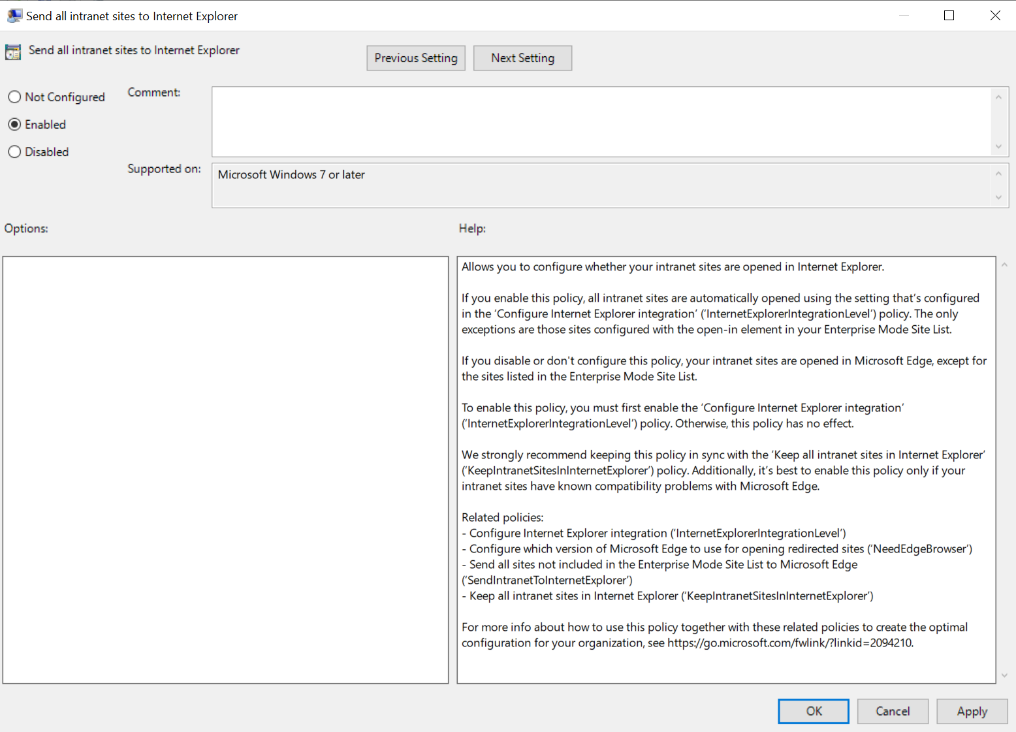 Send all intranet sites to Internet Explorer
Send all intranet sites to Internet Explorer
Previous Setting
Next Setting
Not Configured
Enabled
Disabled
Comment:
Supported on:
Microsoft Windows 7 or later
Options:
Help:
Allows you to configure whether your intranet sites are opened in Internet Explorer.
If you enable this policy, all intranet sites are automatically opened using the setting that's configured
in the 'Configure Internet Explorer integration' ('InternetExplorerIntegrationLevel') policy. The only
exceptions are those sites configured with the open-in element in your Enterprise Mode Site List.
If you disable or don't configure this policy, your intranet sites are opened in Microsoft Edge, except for
the sites listed in the Enterprise Mode Site List.
To enable this policy, you must first enable the 'Configure Internet Explorer integration'
('InternetExplorerIntegrationLevel') policy. Otherwise, this policy has no effect.
We strongly recommend keeping this policy in sync with the 'Keep all intranet sites in Internet Explorer'
('KeepIntranetSitesInInternetExplorer') policy. Additionally, it's best to enable this policy only if your
intranet sites have known compatibility problems with Microsoft Edge.
Related policies:
- Configure Internet Explorer integration ('InternetExplorerIntegrationLevel')
- Configure which version of Microsoft Edge to use for opening redirected sites ('NeedEdgeBrowser')
- Send all sites not included in the Enterprise Mode Site List to Microsoft Edge
('SendIntranetToInternetExplorer')
- Keep all intranet sites in Internet Explorer ('KeepIntranetSitesInInternetExplorer')
For more info about how to use this policy together with these related policies to create the optimal
configuration for your organization, see https://go.microsoft.com/fwlink/?linkid=2094210.
OK
Cancel
Apply